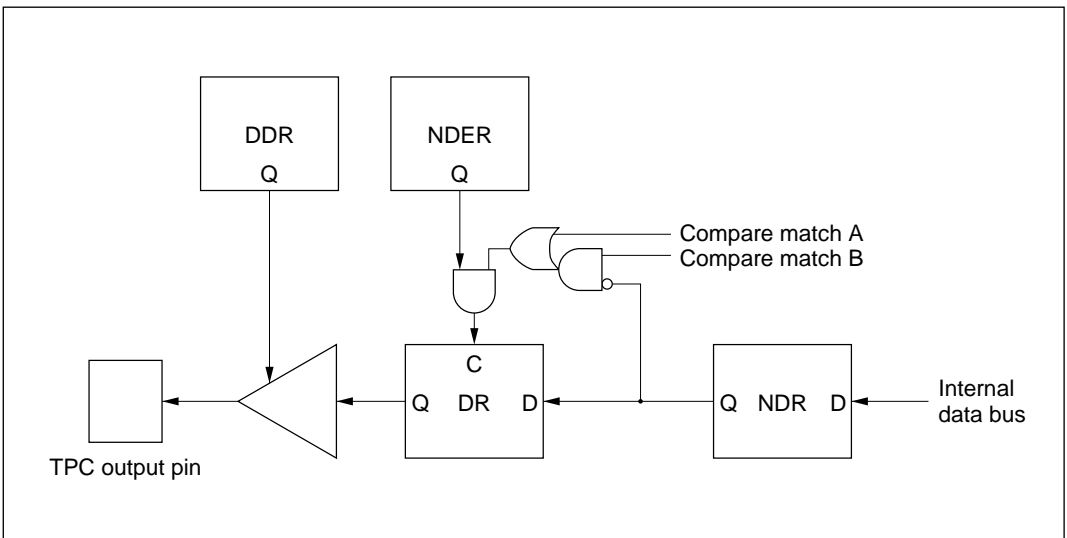 DDR
Q
NDER
Q
Compare match A
Compare match B
C
Q DR D
Q NDR D
Internal
data bus
TPC output pin